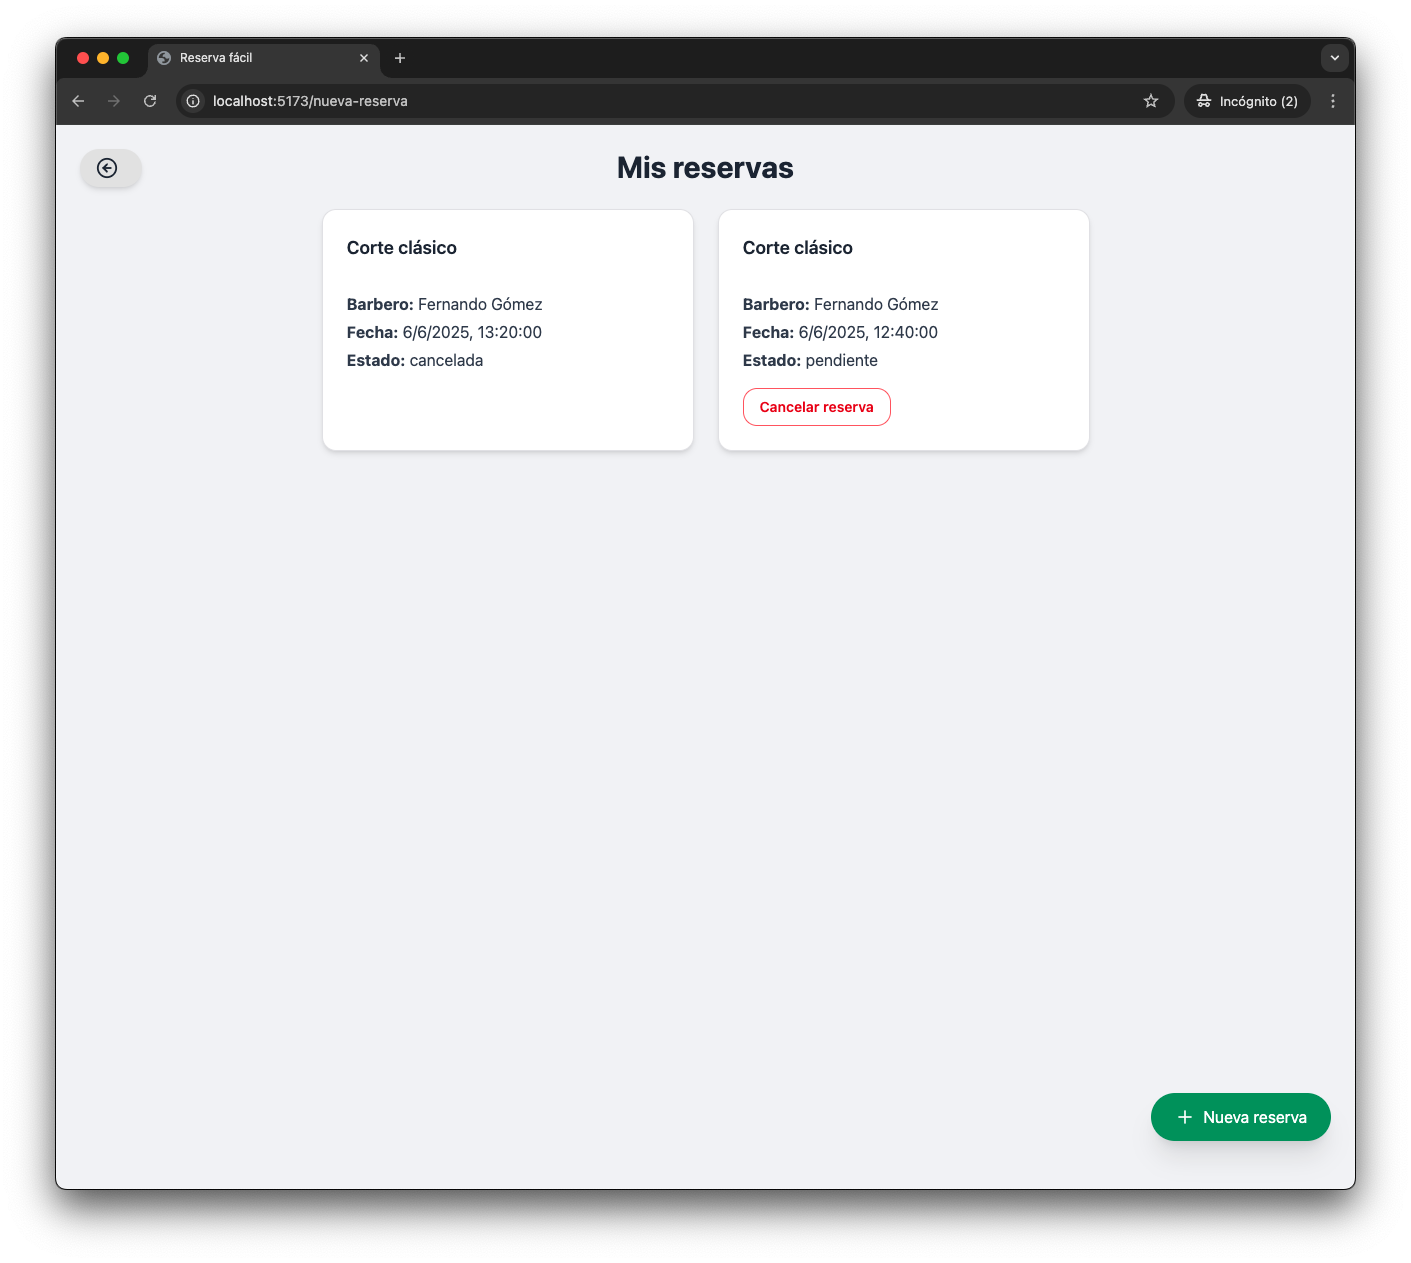 Reserva fácil
localhost:5173/nueva-reserva
Incógnito (2)
Mis reservas
Corte clásico
Barbero: Fernando Gómez
Fecha: 6/6/2025, 13:20:00
Estado: cancelada
Corte clásico
Barbero: Fernando Gómez
Fecha: 6/6/2025, 12:40:00
Estado: pendiente
Cancelar reserva
Nueva reserva